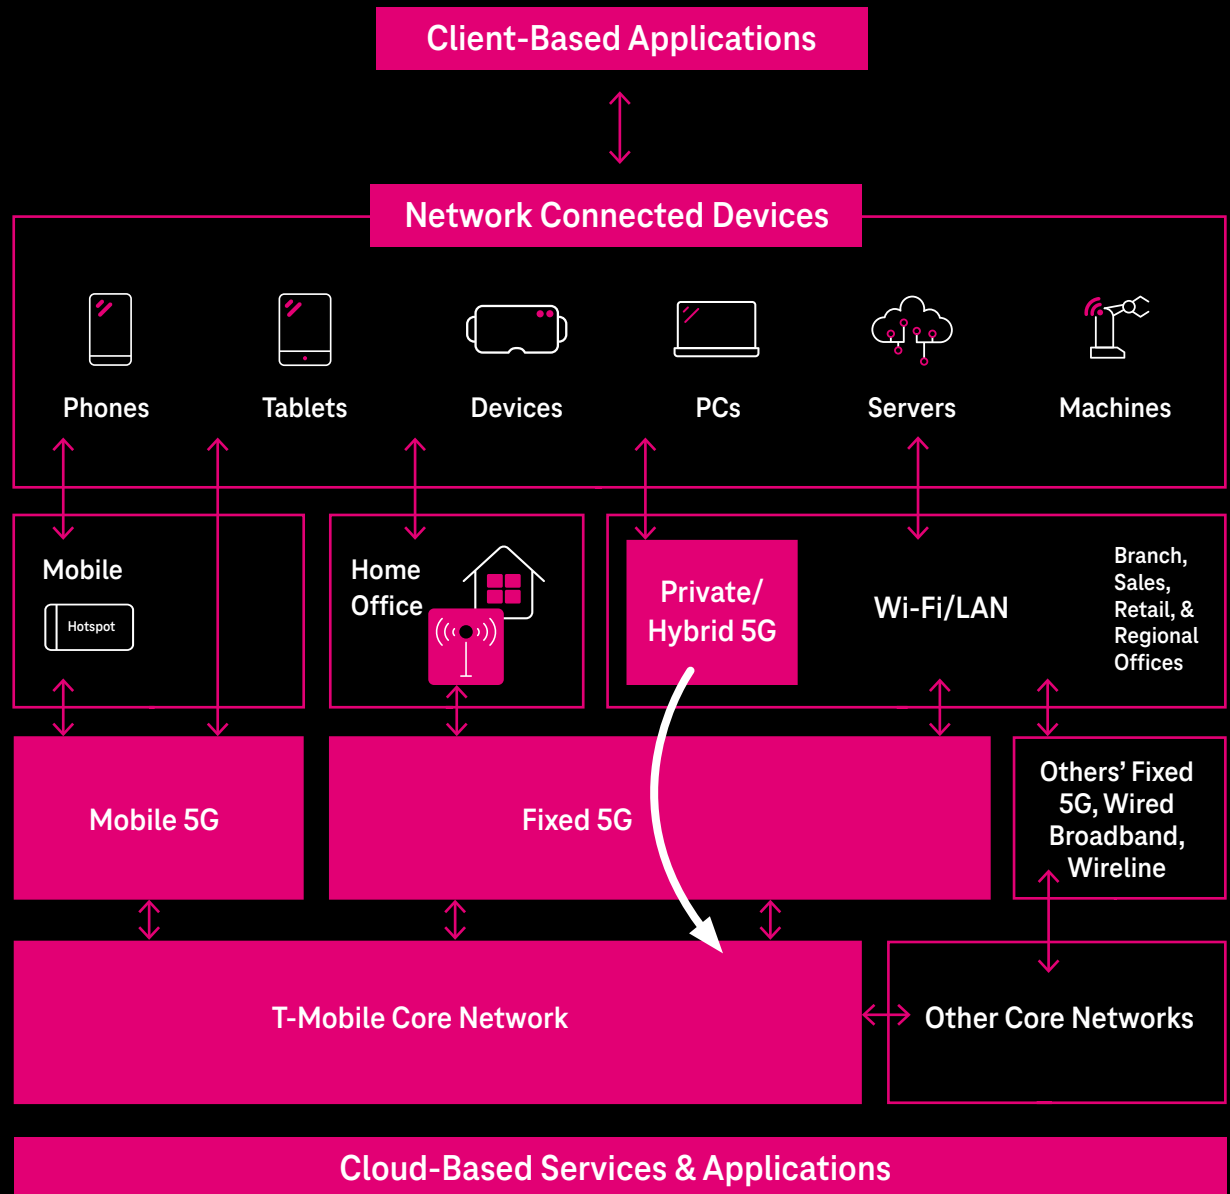 Client-Based Applications
Network Connected Devices
Phones
Tablets
Devices
PCs
Servers
Machines
Mobile
Hotspot
Home
Office
Private/
Hybrid 5G
Wi-Fi/LAN
Branch,
Sales,
Retail, &
Regional
Offices
Mobile 5G
Fixed 5G
Others’ Fixed
5G, Wired
Broadband,
Wireline
T-Mobile Core Network
Other Core Networks
Cloud-Based Services & Applications